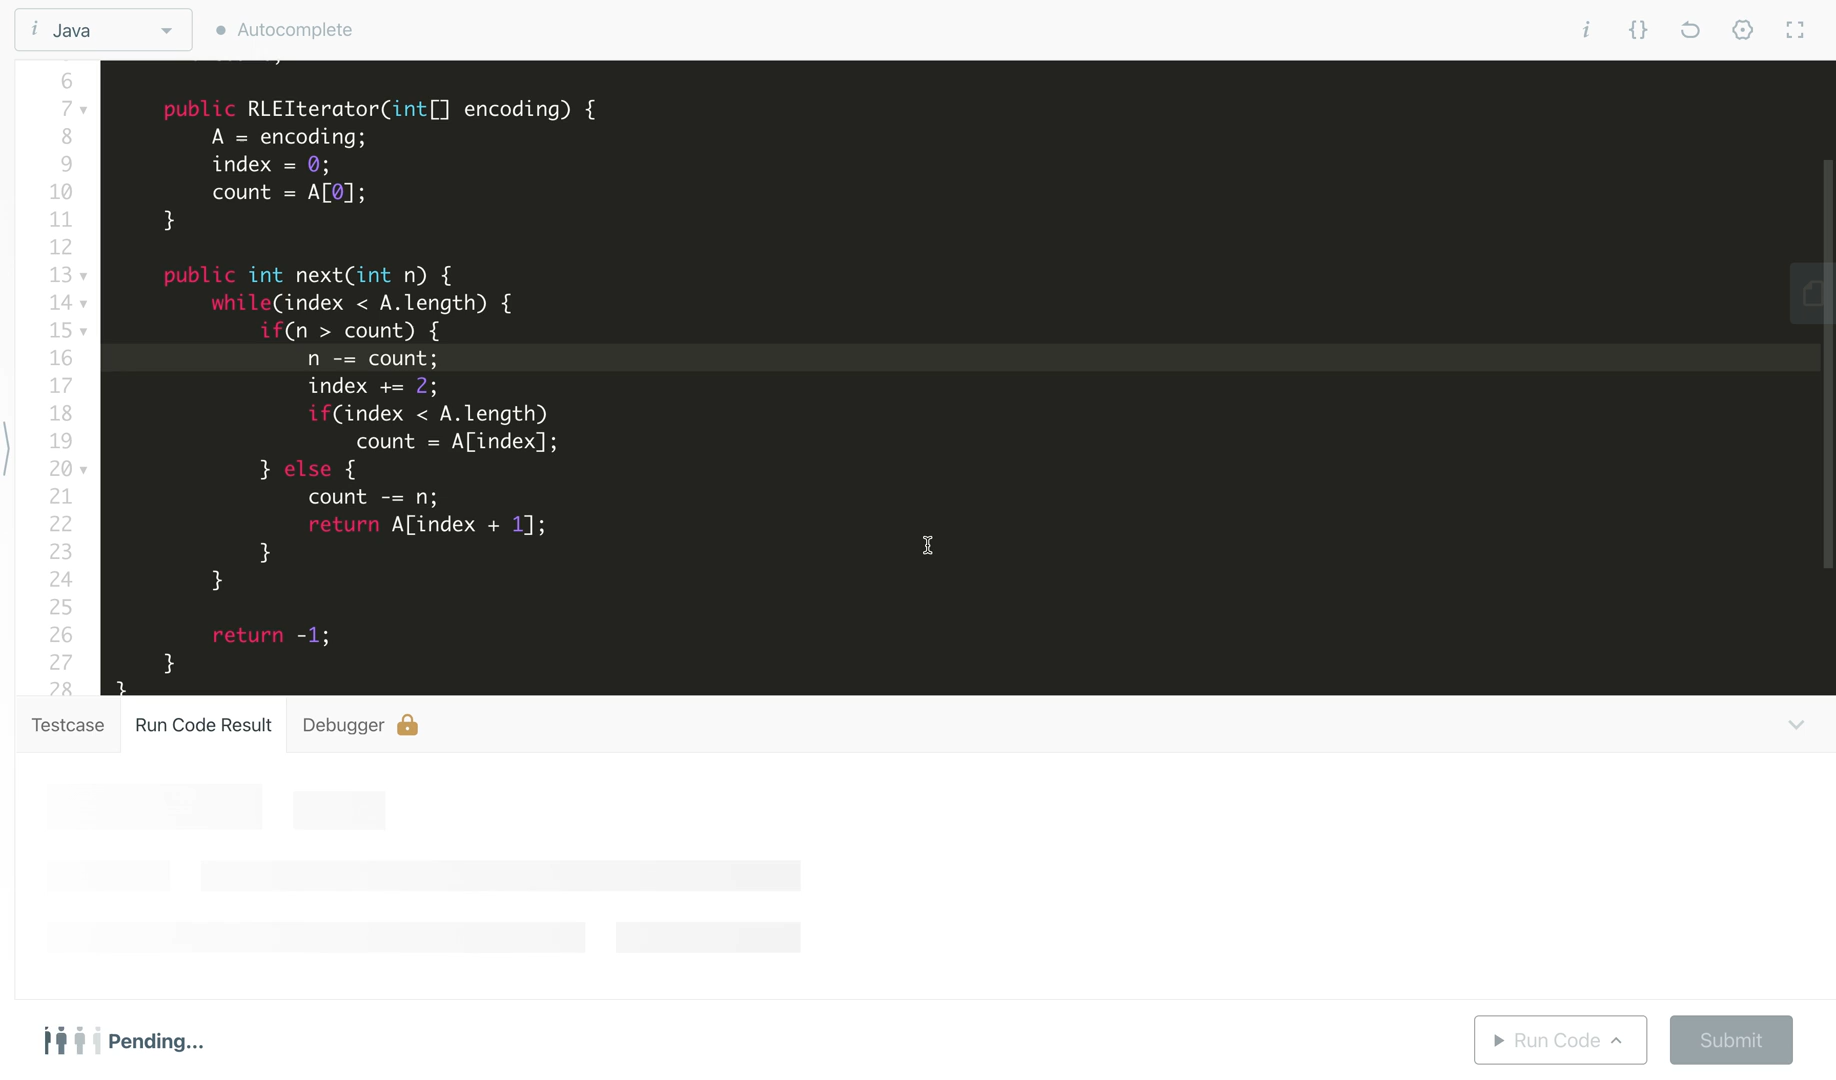 i Java
Autocomplete
i {}
6
7 public RLEIterator(int[] encoding) {
8 A = encoding;
9 index = 0;
10 count = A[0];
11 }
12
13 public int next(int n) {
14 while(index < A.length) {
15 if(n > count) {
16 n -= count;
17 index += 2;
18 if(index < A.length)
19 count = A[index];
20 } else {
21 count -= n;
22 return A[index + 1];
23 }
24 }
25
26 return -1;
27 }
28 }
Testcase Run Code Result Debugger
Pending...
Run Code Submit